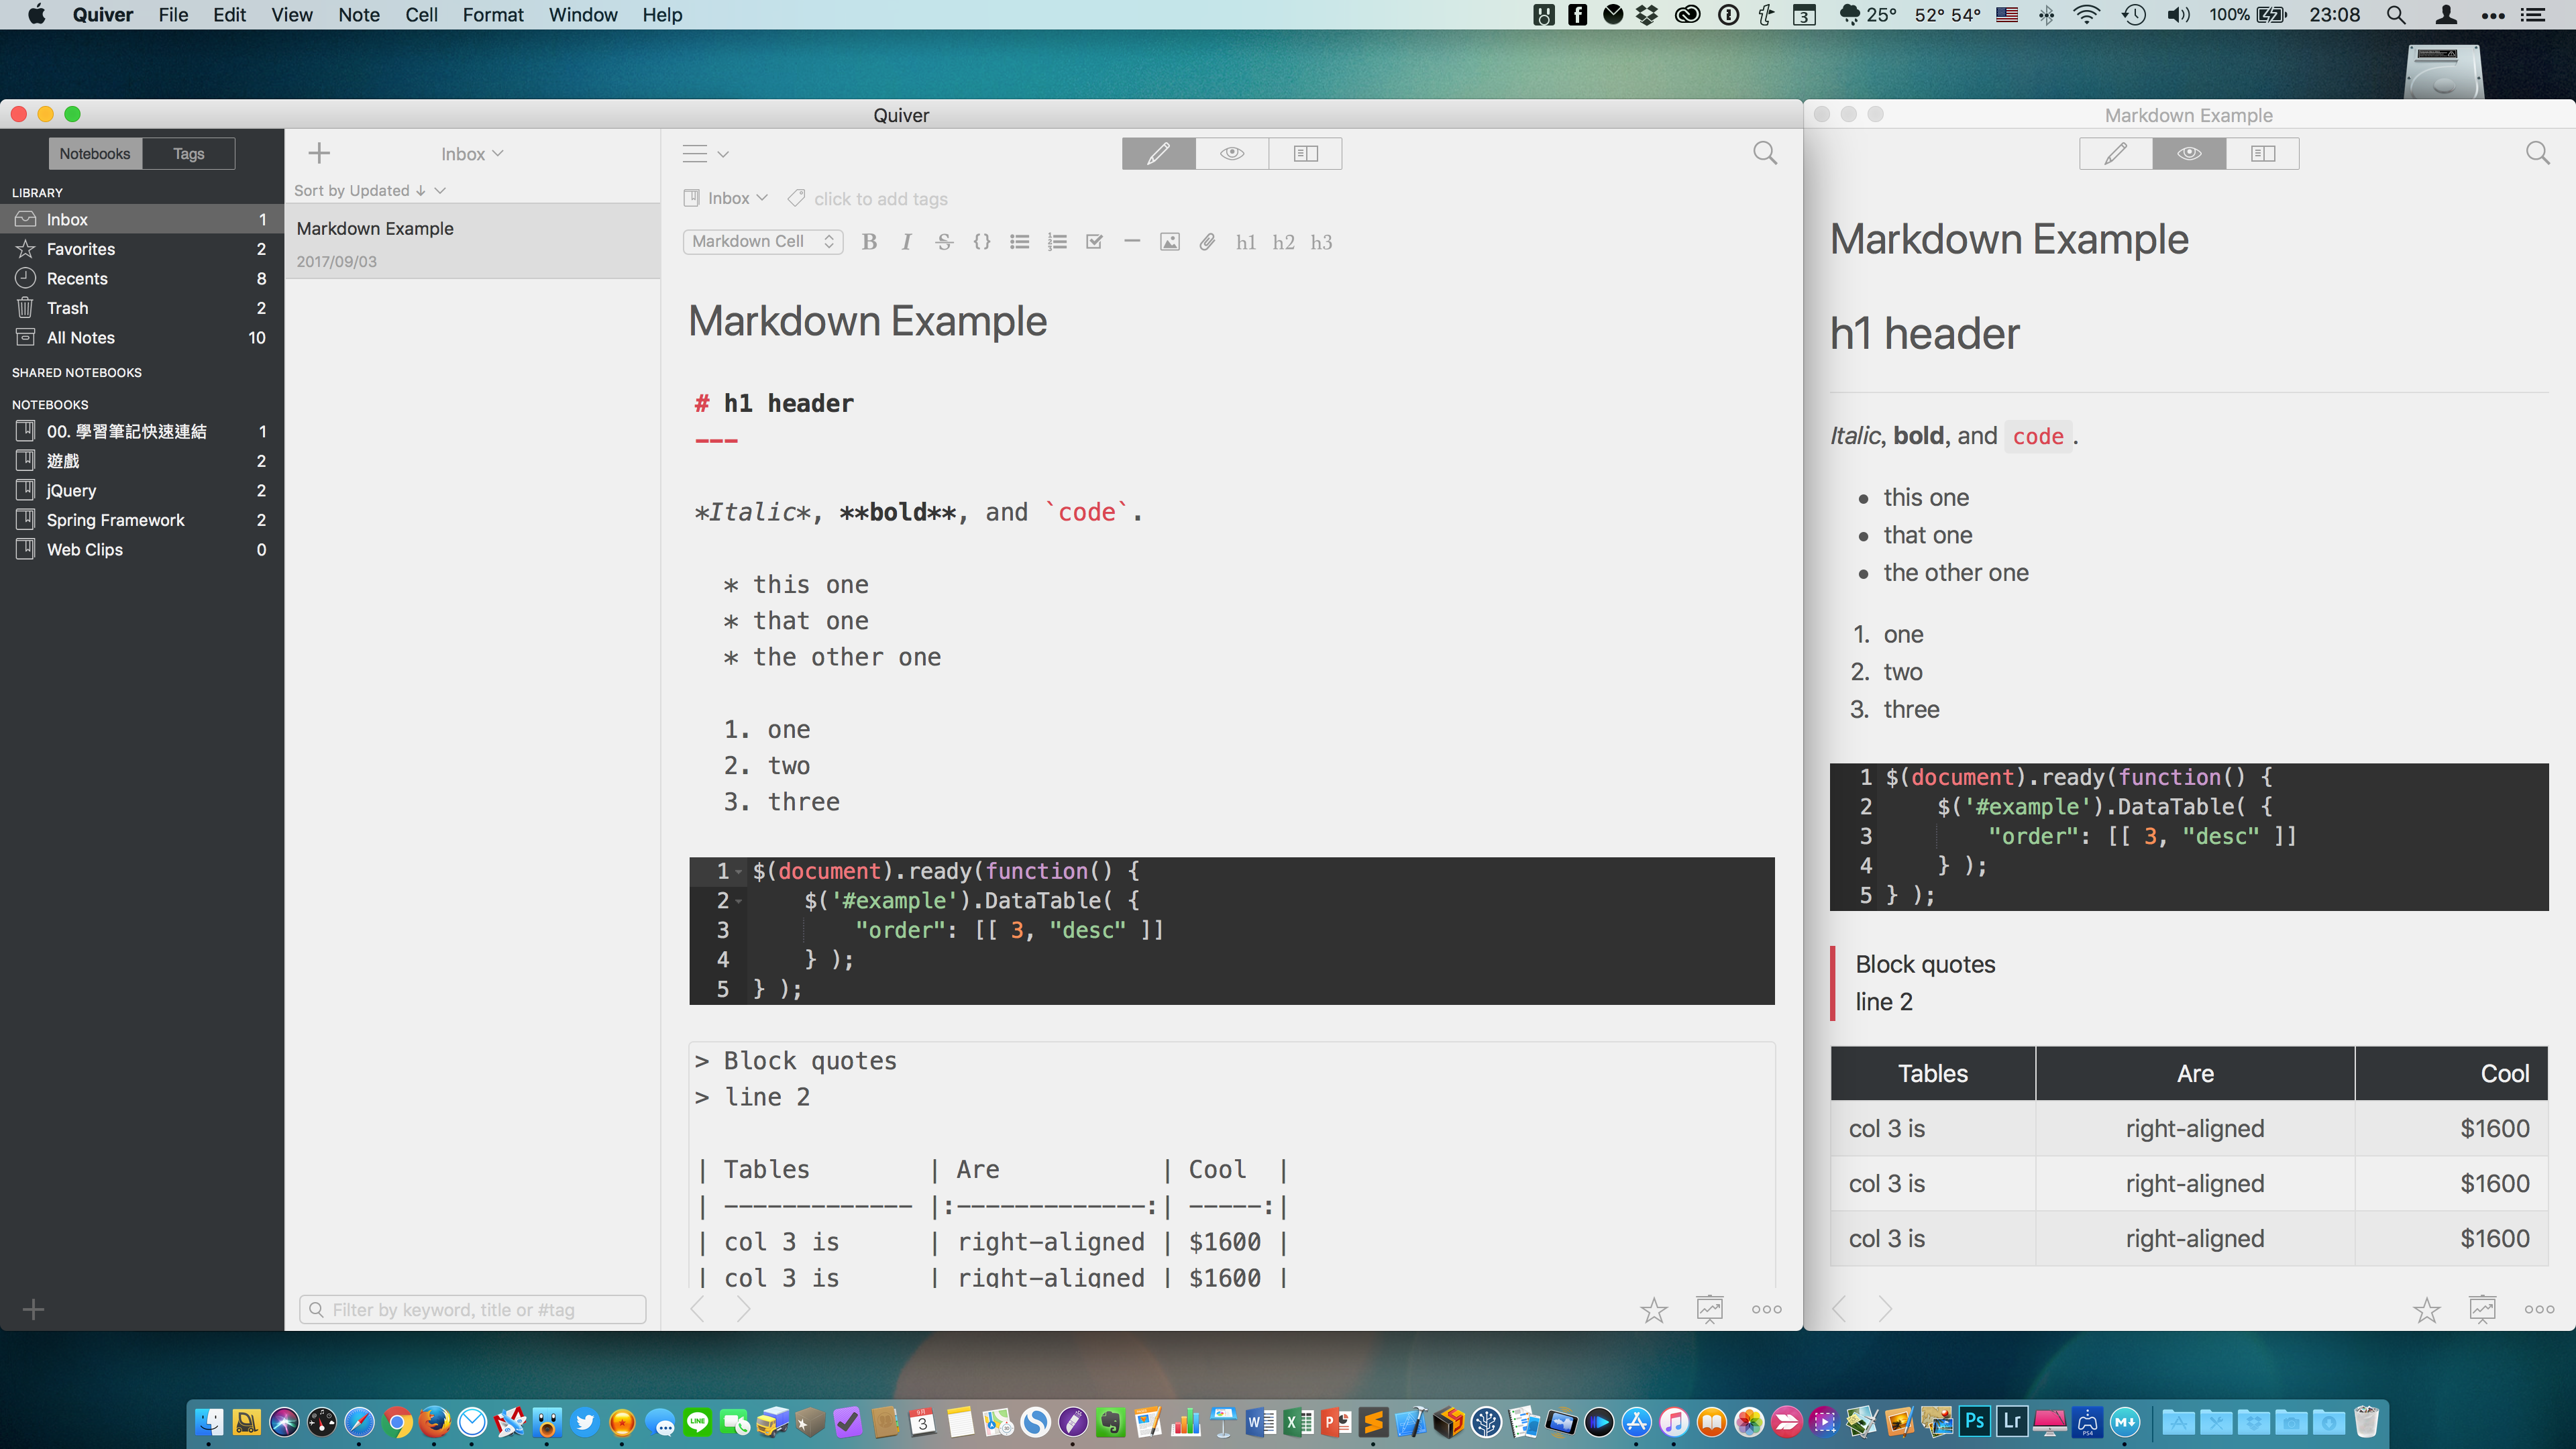 Quiver File Edit View Note Cell Format Window Help
3 25° 52° 54° 100% 23:08
Quiver
Notebooks Tags
LIBRARY
Inbox 1
Favorites 2
Recents 8
Trash 2
All Notes 10
SHARED NOTEBOOKS
NOTEBOOKS
00. 學習筆記快速連結 1
遊戲 2
jQuery 2
Spring Framework 2
Web Clips 0
Inbox
Sort by Updated ↓
Markdown Example
2017/09/03
Filter by keyword, title or #tag
Inbox click to add tags
Markdown Cell B I S {} h1 h2 h3
Markdown Example
# h1 header
---
*Italic*, **bold**, and `code`.
* this one
* that one
* the other one
1. one
2. two
3. three
1 $(document).ready(function() {
2 $('#example').DataTable( {
3 "order": [[ 3, "desc" ]]
4 } );
5 } );
> Block quotes
> line 2
| Tables | Are | Cool |
| ------------- |:-------------:| -----:|
| col 3 is | right-aligned | $1600 |
| col 3 is | right-aligned | $1600 |
Markdown Example
Markdown Example
h1 header
Italic, bold, and code.
• this one
• that one
• the other one
1. one
2. two
3. three
1 $(document).ready(function() {
2 $('#example').DataTable( {
3 "order": [[ 3, "desc" ]]
4 } );
5 } );
Block quotes
line 2
Tables Are Cool
col 3 is right-aligned $1600
col 3 is right-aligned $1600
col 3 is right-aligned $1600
LINE 3 W X P Ps Lr PS4 M↓